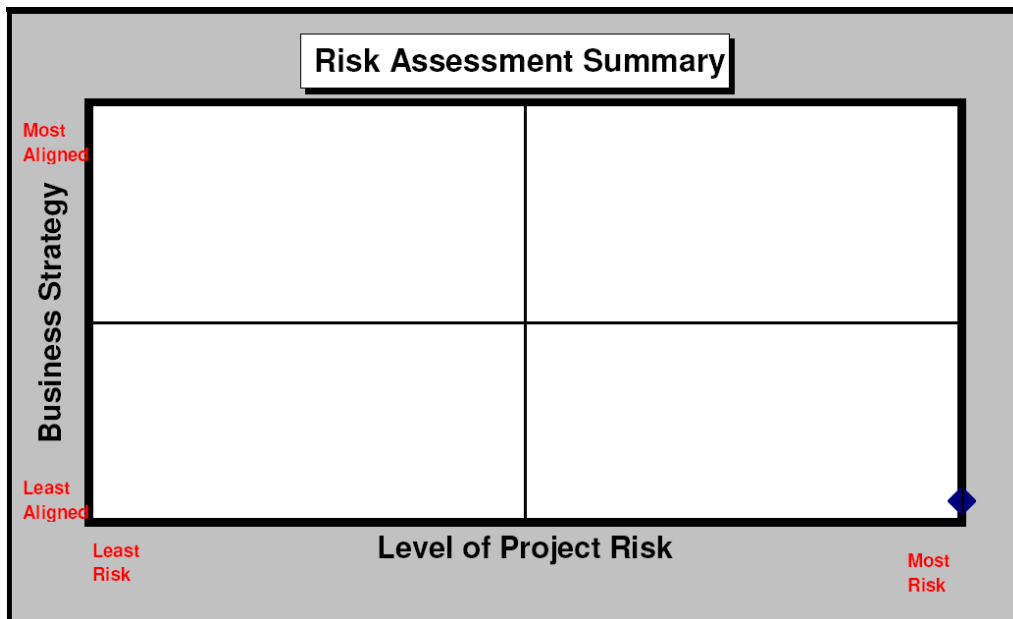 Risk Assessment Summary
Most
Aligned
Business Strategy
Least
Aligned
Least
Risk
Level of Project Risk
Most
Risk